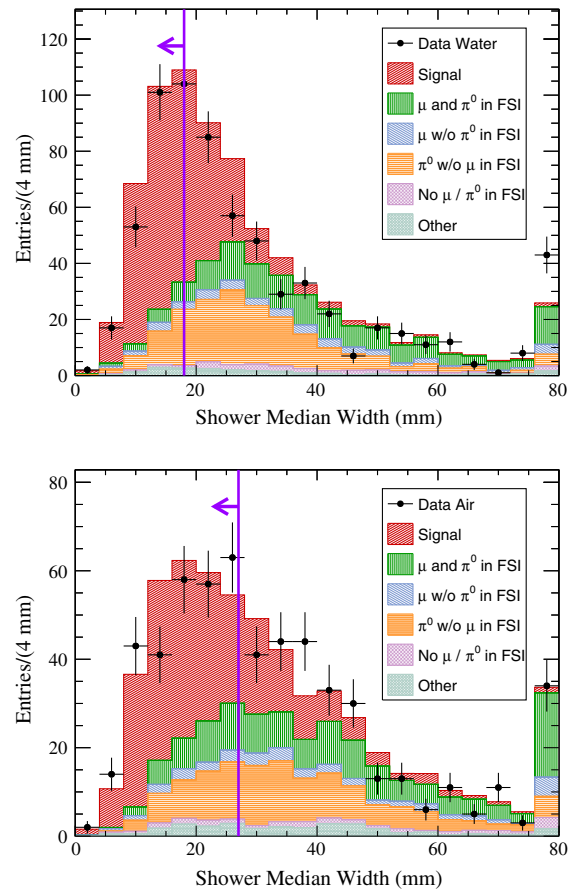 120
100
80
60
40
20
0
Entries/(4 mm)
Data Water
Signal
μ and π⁰ in FSI
μ w/o π⁰ in FSI
π⁰ w/o μ in FSI
No μ / π⁰ in FSI
Other
0 20 40 60 80
Shower Median Width (mm)
80
60
40
20
0
Entries/(4 mm)
Data Air
Signal
μ and π⁰ in FSI
μ w/o π⁰ in FSI
π⁰ w/o μ in FSI
No μ / π⁰ in FSI
Other
0 20 40 60 80
Shower Median Width (mm)